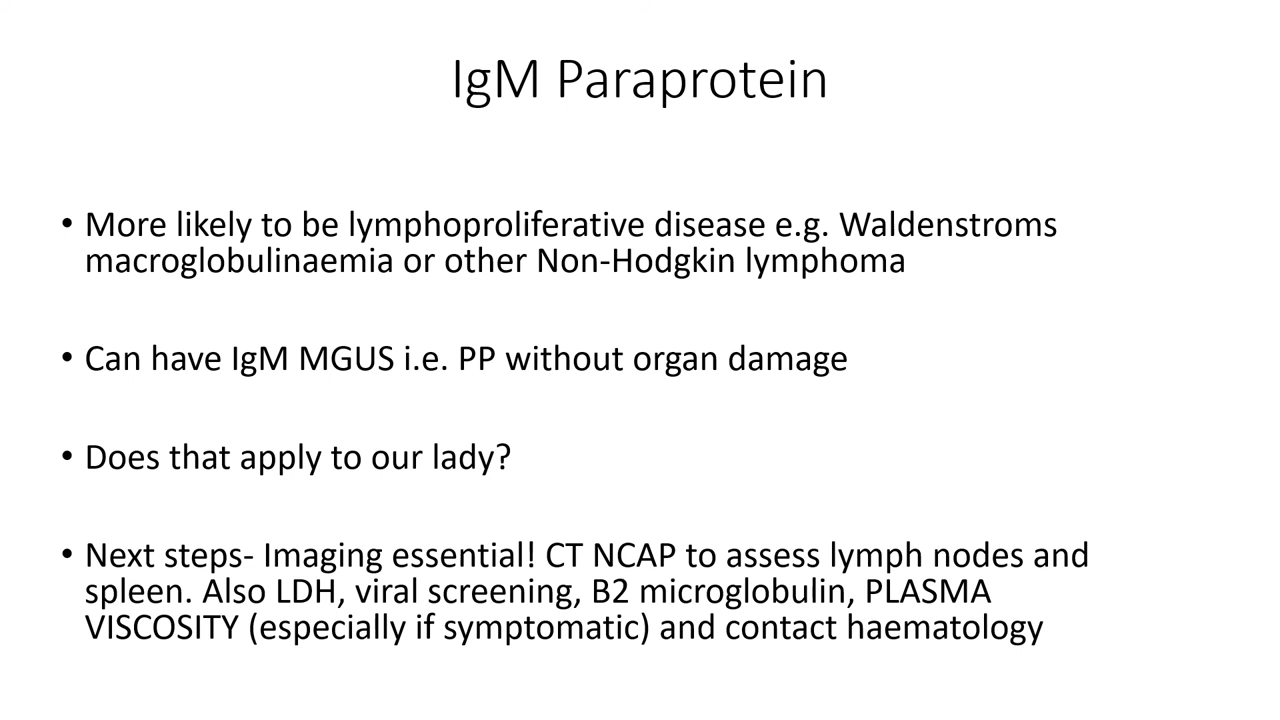 IgM Paraprotein
• More likely to be lymphoproliferative disease e.g. Waldenstroms
macroglobulinaemia or other Non-Hodgkin lymphoma
• Can have IgM MGUS i.e. PP without organ damage
• Does that apply to our lady?
• Next steps- Imaging essential! CT NCAP to assess lymph nodes and
spleen. Also LDH, viral screening, B2 microglobulin, PLASMA
VISCOSITY (especially if symptomatic) and contact haematology